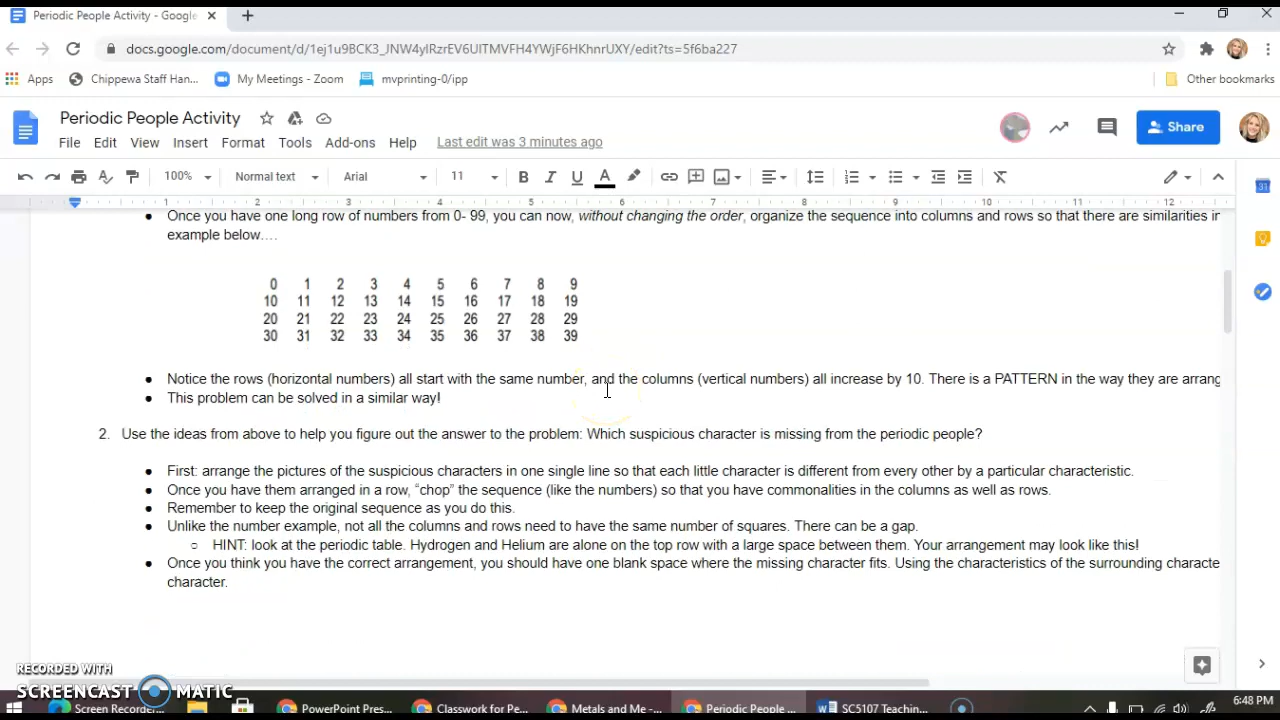 Periodic People Activity - Google
docs.google.com/document/d/1ej1u9BCK3_JNW4ylRzrEV6UITMVFH4YWjF6HKhnrUXY/edit?ts=5f6ba227
Apps Chippewa Staff Han... My Meetings - Zoom mvprinting-0/ipp Other bookmarks
Periodic People Activity
Share
File Edit View Insert Format Tools Add-ons Help Last edit was 3 minutes ago
100% Normal text Arial 11 B I U A
1 2 3 4 5 6 7 8 9 10 11 12
31
• Once you have one long row of numbers from 0- 99, you can now, without changing the order, organize the sequence into columns and rows so that there are similarities in
example below....
0 1 2 3 4 5 6 7 8 9
10 11 12 13 14 15 16 17 18 19
20 21 22 23 24 25 26 27 28 29
30 31 32 33 34 35 36 37 38 39
• Notice the rows (horizontal numbers) all start with the same number, and the columns (vertical numbers) all increase by 10. There is a PATTERN in the way they are arrang
• This problem can be solved in a similar way!
2. Use the ideas from above to help you figure out the answer to the problem: Which suspicious character is missing from the periodic people?
• First: arrange the pictures of the suspicious characters in one single line so that each little character is different from every other by a particular characteristic.
• Once you have them arranged in a row, “chop” the sequence (like the numbers) so that you have commonalities in the columns as well as rows.
• Remember to keep the original sequence as you do this.
• Unlike the number example, not all the columns and rows need to have the same number of squares. There can be a gap.
○ HINT: look at the periodic table. Hydrogen and Helium are alone on the top row with a large space between them. Your arrangement may look like this!
• Once you think you have the correct arrangement, you should have one blank space where the missing character fits. Using the characteristics of the surrounding characte
character.
RECORDED WITH
SCREENCAST MATIC
Screen Recorder... PowerPoint Pres... Classwork for Pe... Metals and Me -... Periodic People ... SC5107 Teachin... 6:48 PM